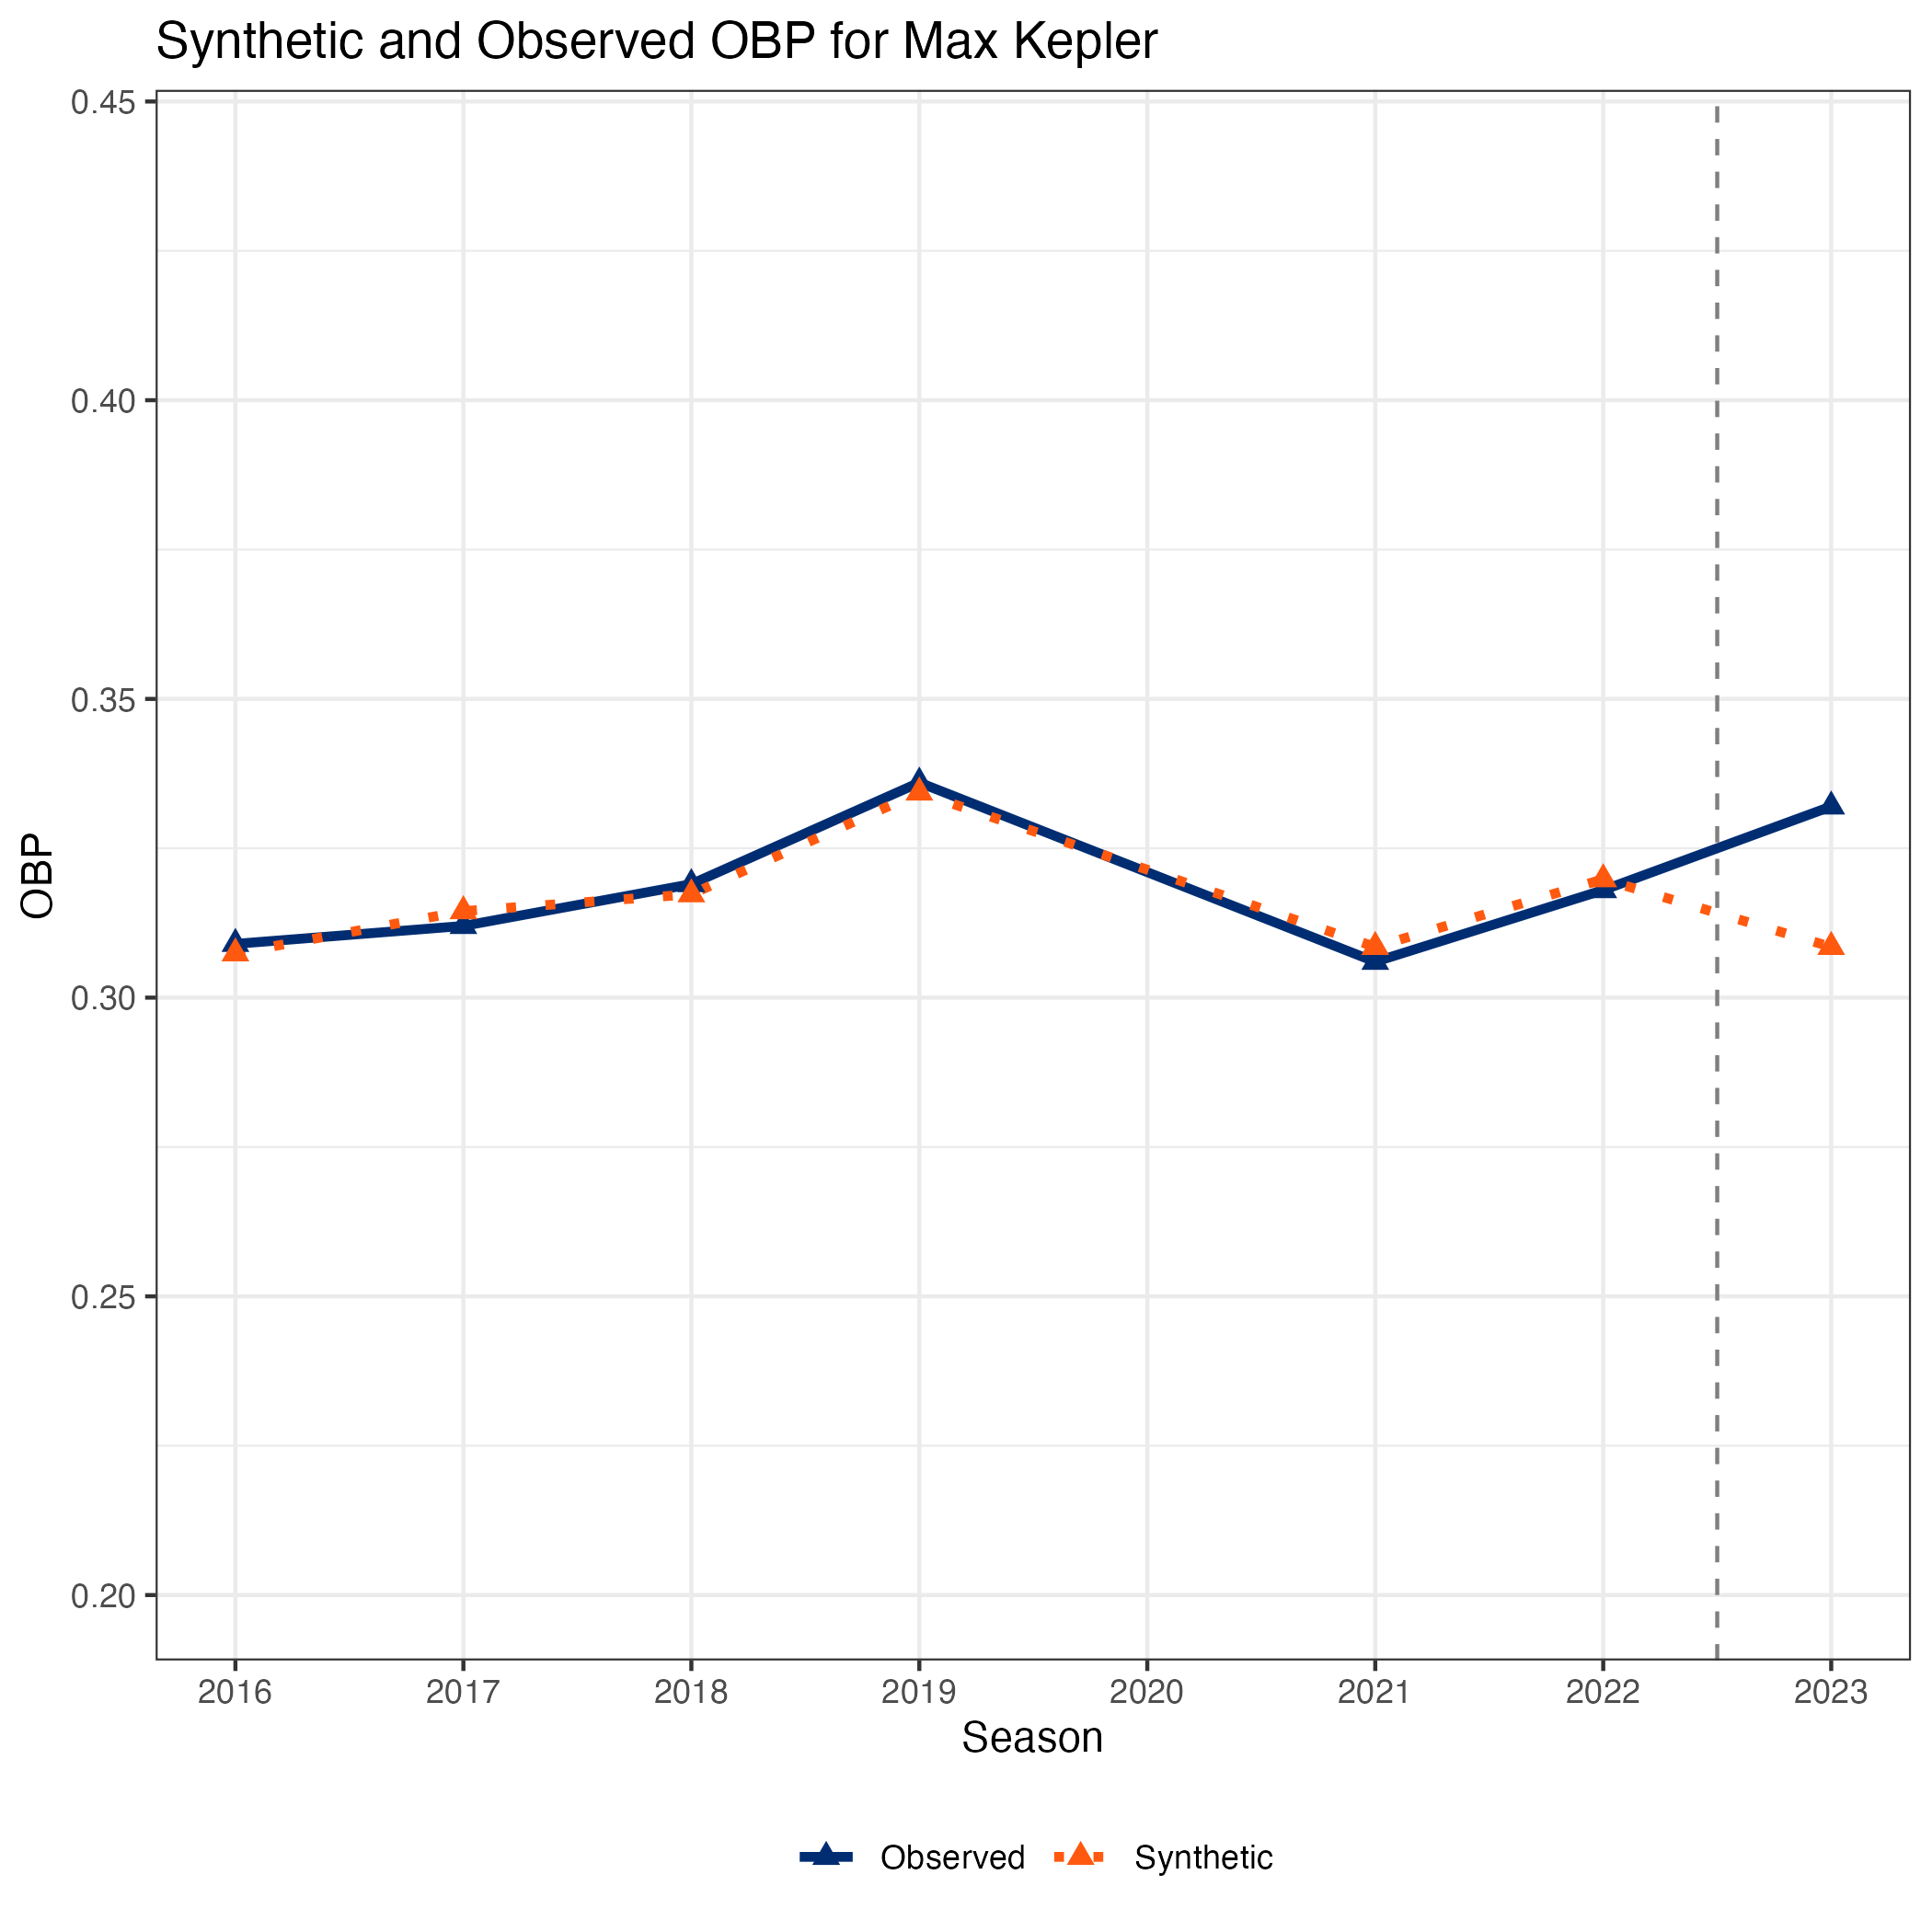 Synthetic and Observed OBP for Max Kepler
0.45
0.40
0.35
0.30
0.25
0.20
OBP
2016 2017 2018 2019 2020 2021 2022 2023
Season
Observed Synthetic